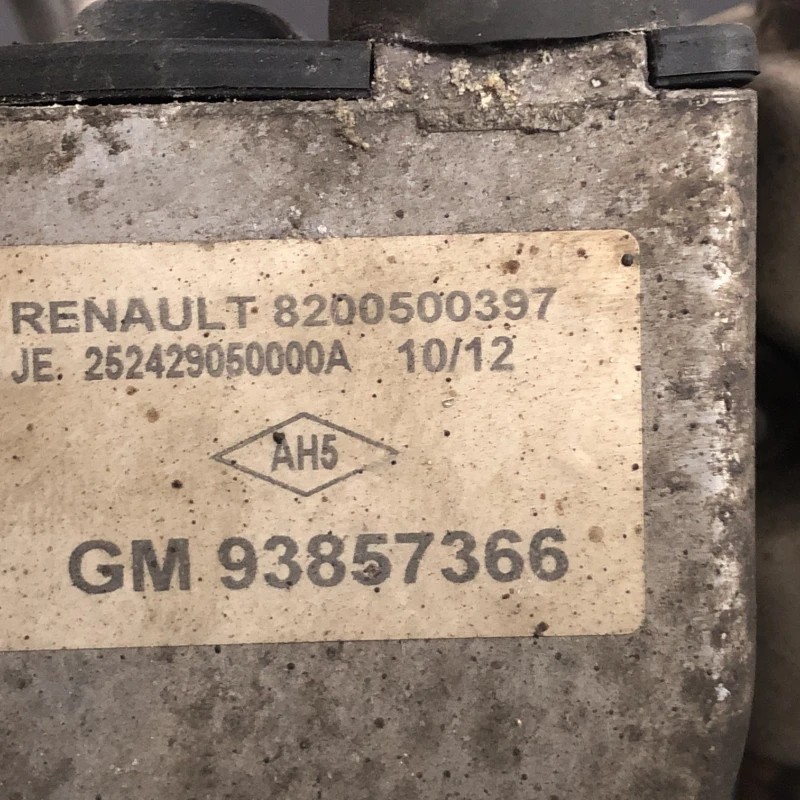 RENAULT 8200500397
JE. 252429050000A 10/12
AH5
GM 93857366